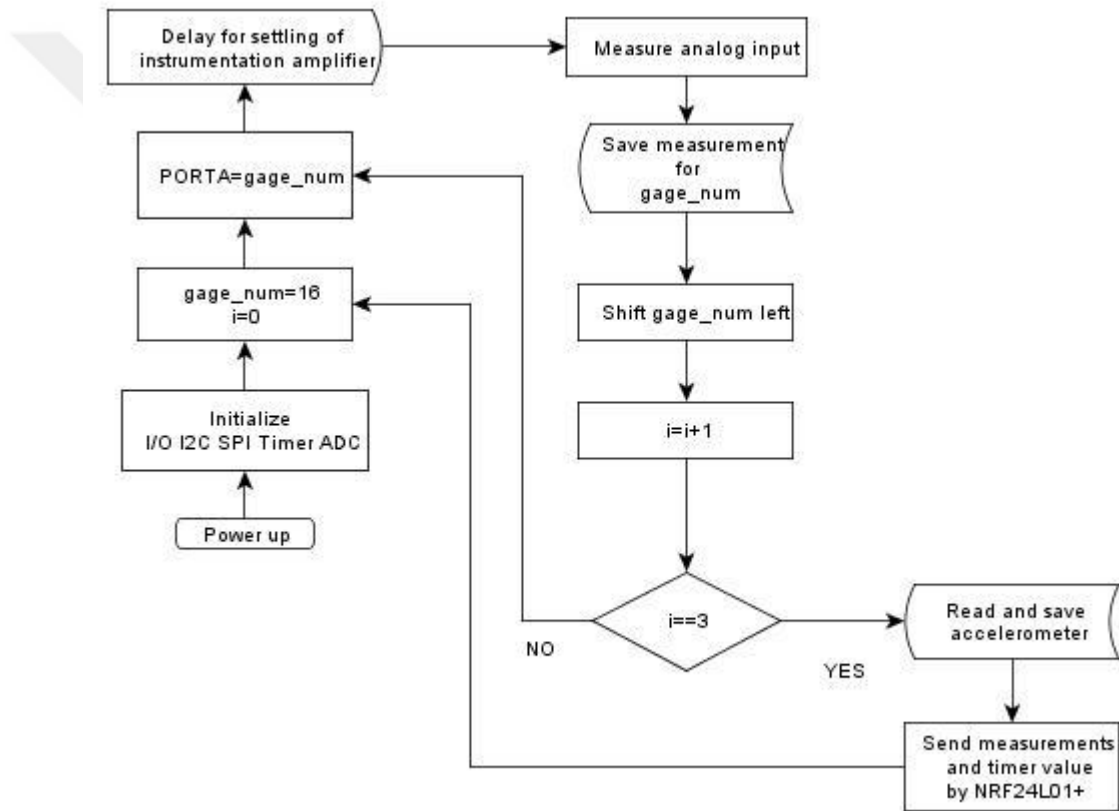 Delay for settling of
instrumentation amplifier
Measure analog input
Save measurement
for
gage_num
PORTA=gage_num
gage_num=16
i=0
Shift gage_num left
Initialize
I/O I2C SPI Timer ADC
i=i+1
Power up
i==3
NO
YES
Read and save
accelerometer
Send measurements
and timer value
by NRF24L01+